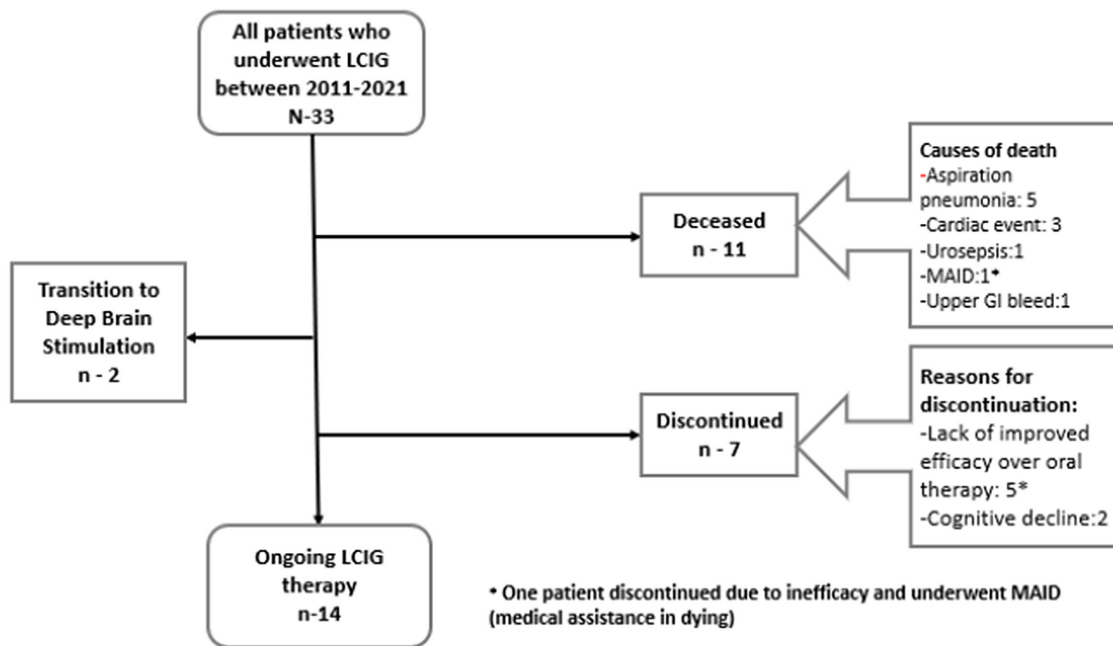 All patients who
underwent LCIG
between 2011-2021
N-33
Causes of death
-Aspiration
pneumonia: 5
-Cardiac event: 3
-Urosepsis:1
-MAID:1*
-Upper GI bleed:1
Deceased
n - 11
Transition to
Deep Brain
Stimulation
n - 2
Reasons for
discontinuation:
-Lack of improved
efficacy over oral
therapy: 5*
-Cognitive decline:2
Discontinued
n - 7
Ongoing LCIG
therapy
n-14
* One patient discontinued due to inefficacy and underwent MAID
(medical assistance in dying)